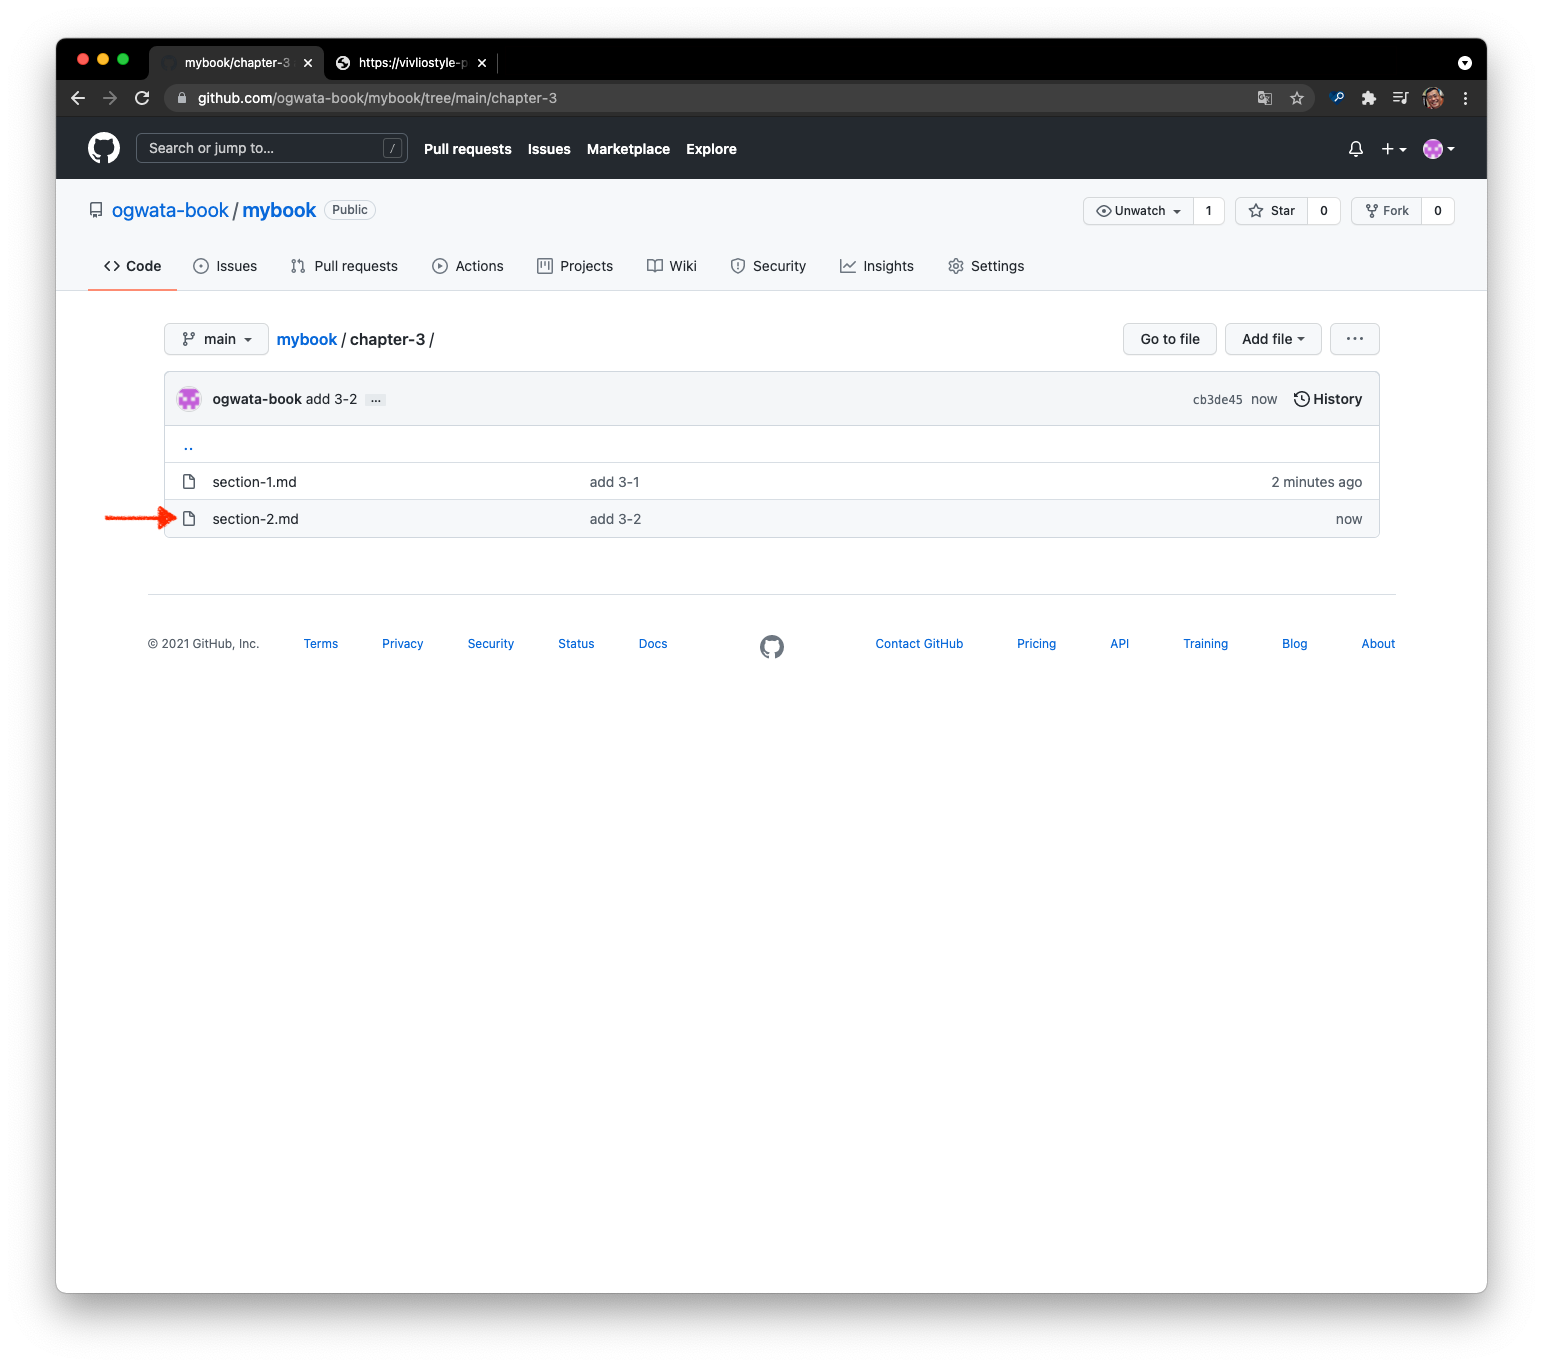 mybook/chapter-3
https://vivliostyle-p
github.com/ogwata-book/mybook/tree/main/chapter-3
Search or jump to... / Pull requests Issues Marketplace Explore
ogwata-book / mybook Public Unwatch 1 Star 0 Fork 0
Code Issues Pull requests Actions Projects Wiki Security Insights Settings
main mybook / chapter-3 / Go to file Add file ...
ogwata-book add 3-2 ... cb3de45 now History
..
section-1.md add 3-1 2 minutes ago
section-2.md add 3-2 now
© 2021 GitHub, Inc. Terms Privacy Security Status Docs Contact GitHub Pricing API Training Blog About